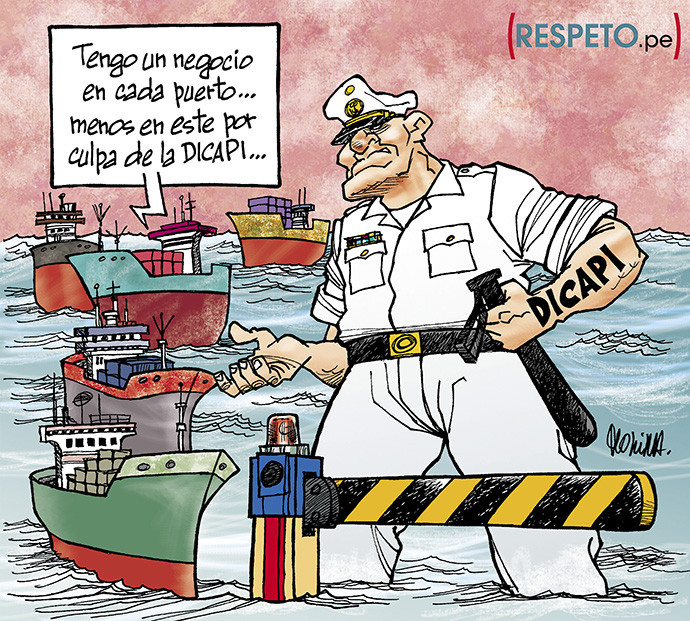 (RESPETO.pe)
Tengo un negocio
en cada puerto...
menos en este por
culpa de la DICAPI...
DICAPI